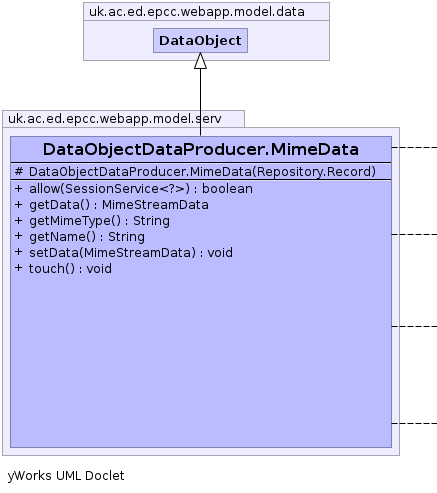 uk.ac.ed.epcc.webapp.model.data
DataObject
uk.ac.ed.epcc.webapp.model.serv
DataObjectDataProducer.MimeData
# DataObjectDataProducer.MimeData(Repository.Record)
+ allow(SessionService<?>) : boolean
+ getData() : MimeStreamData
+ getMimeType() : String
+ getName() : String
+ setData(MimeStreamData) : void
+ touch() : void
yWorks UML Doclet